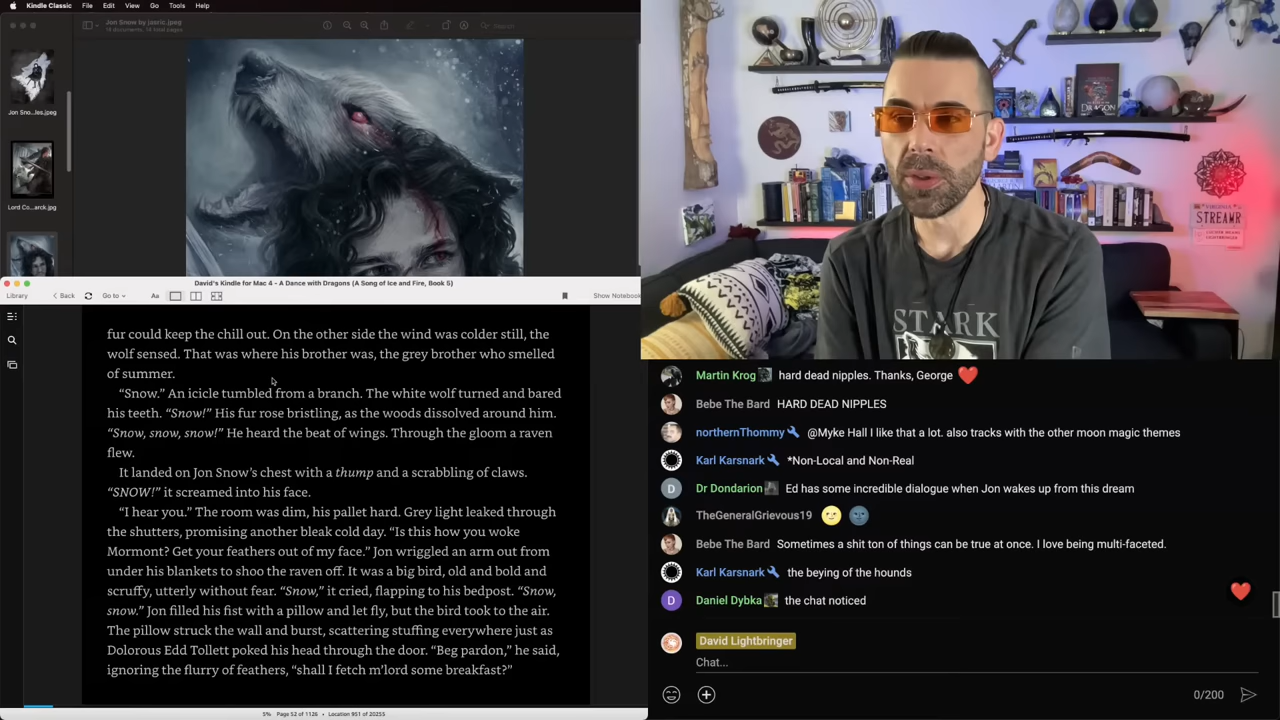 Kindle Classic File Edit View Go Tools Help
Jon Snow by jasric.jpeg
Search
Jon Sno...les.jpeg
Lord Co...arck.jpg
David's Kindle for Mac 4 - A Dance with Dragons (A Song of Ice and Fire, Book 5)
Library Back Go to Aa Show Notebook
fur could keep the chill out. On the other side the wind was colder still, the
wolf sensed. That was where his brother was, the grey brother who smelled
of summer.
“Snow.” An icicle tumbled from a branch. The white wolf turned and bared
his teeth. “Snow!” His fur rose bristling, as the woods dissolved around him.
“Snow, snow, snow!” He heard the beat of wings. Through the gloom a raven
flew.
It landed on Jon Snow’s chest with a thump and a scrabbling of claws.
“SNOW!” it screamed into his face.
“I hear you.” The room was dim, his pallet hard. Grey light leaked through
the shutters, promising another bleak cold day. “Is this how you woke
Mormont? Get your feathers out of my face.” Jon wriggled an arm out from
under his blankets to shoo the raven off. It was a big bird, old and bold and
scruffy, utterly without fear. “Snow,” it cried, flapping to his bedpost. “Snow,
snow.” Jon filled his fist with a pillow and let fly, but the bird took to the air.
The pillow struck the wall and burst, scattering stuffing everywhere just as
Dolorous Edd Tollett poked his head through the door. “Beg pardon,” he said,
ignoring the flurry of feathers, “shall I fetch m’lord some breakfast?”
5% Page 52 of 1126 • Location 951 of 20255
DRAGON
STREAMR
STARK
Martin Krog hard dead nipples. Thanks, George
Bebe The Bard HARD DEAD NIPPLES
northernThommy @Myke Hall I like that a lot. also tracks with the other moon magic themes
Karl Karsnark *Non-Local and Non-Real
D Dr Dondarion Ed has some incredible dialogue when Jon wakes up from this dream
TheGeneralGrievous19
Bebe The Bard Sometimes a shit ton of things can be true at once. I love being multi-faceted.
Karl Karsnark the beying of the hounds
D Daniel Dybka the chat noticed
David Lightbringer
Chat...
0/200